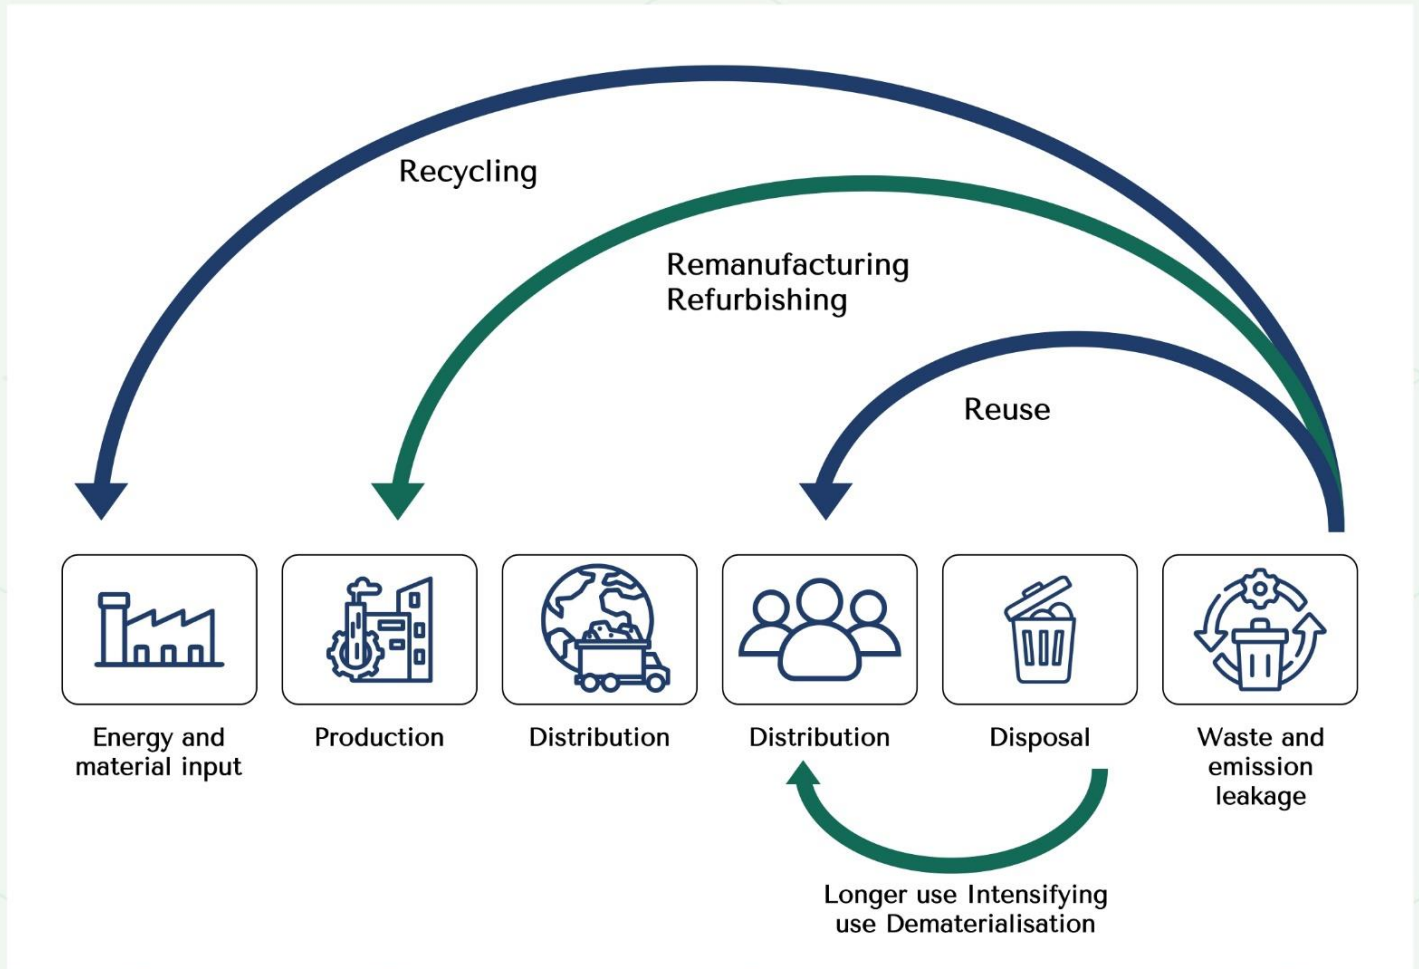 Recycling
Remanufacturing
Refurbishing
Reuse
Energy and
material input
Production
Distribution
Distribution
Disposal
Waste and
emission
leakage
Longer use Intensifying
use Dematerialisation